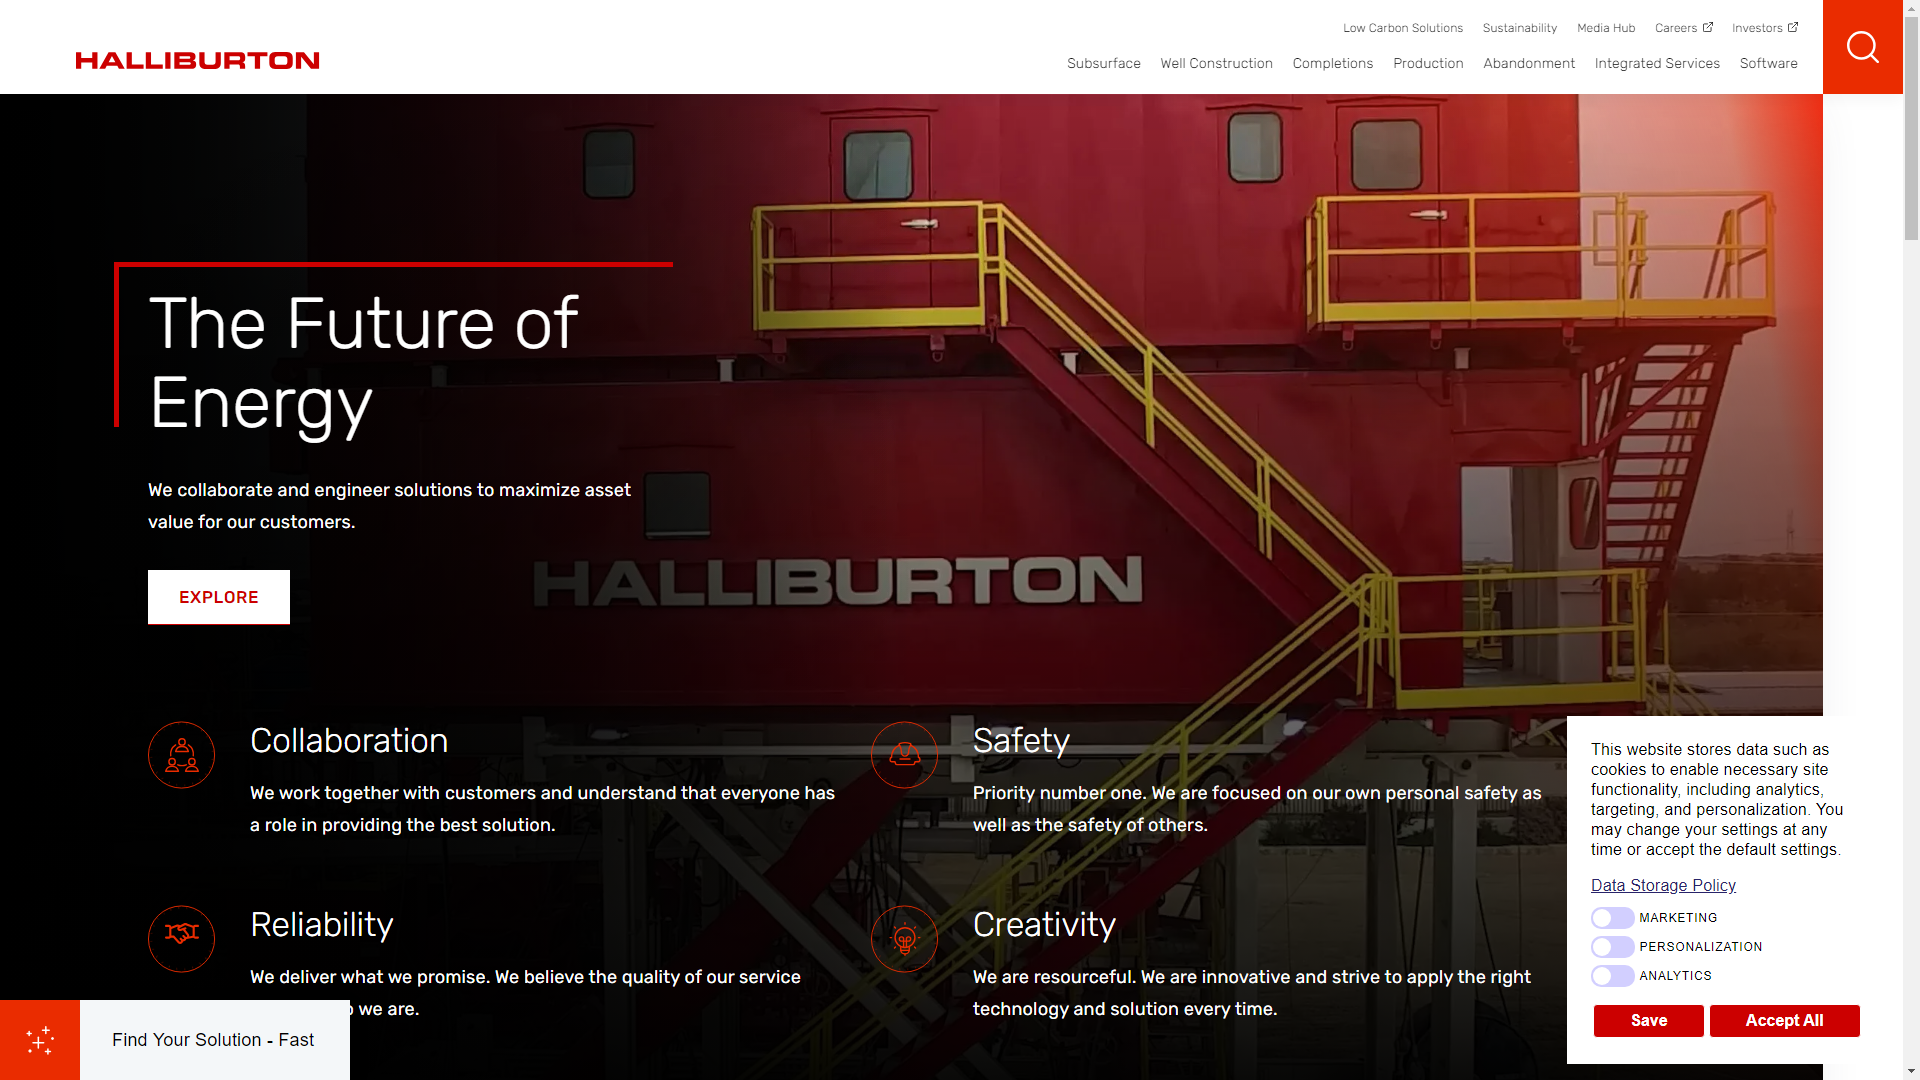 Low Carbon Solutions Sustainability Media Hub Careers Investors
HALLIBURTON
Subsurface Well Construction Completions Production Abandonment Integrated Services Software
The Future of
Energy
We collaborate and engineer solutions to maximize asset
value for our customers.
EXPLORE
HALLIBURTON
Collaboration
We work together with customers and understand that everyone has
a role in providing the best solution.
Safety
Priority number one. We are focused on our own personal safety as
well as the safety of others.
Reliability
We deliver what we promise. We believe the quality of our service
we are.
Creativity
We are resourceful. We are innovative and strive to apply the right
technology and solution every time.
Find Your Solution - Fast
This website stores data such as
cookies to enable necessary site
functionality, including analytics,
targeting, and personalization. You
may change your settings at any
time or accept the default settings.
Data Storage Policy
MARKETING
PERSONALIZATION
ANALYTICS
Save Accept All